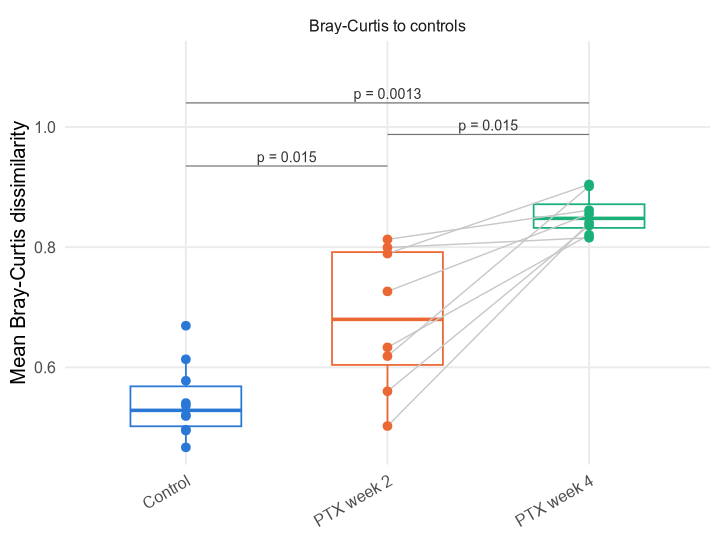 Bray-Curtis to controls
Mean Bray-Curtis dissimilarity
p = 0.0013
p = 0.015
p = 0.015
1.0
0.8
0.6
Control
PTX week 2
PTX week 4